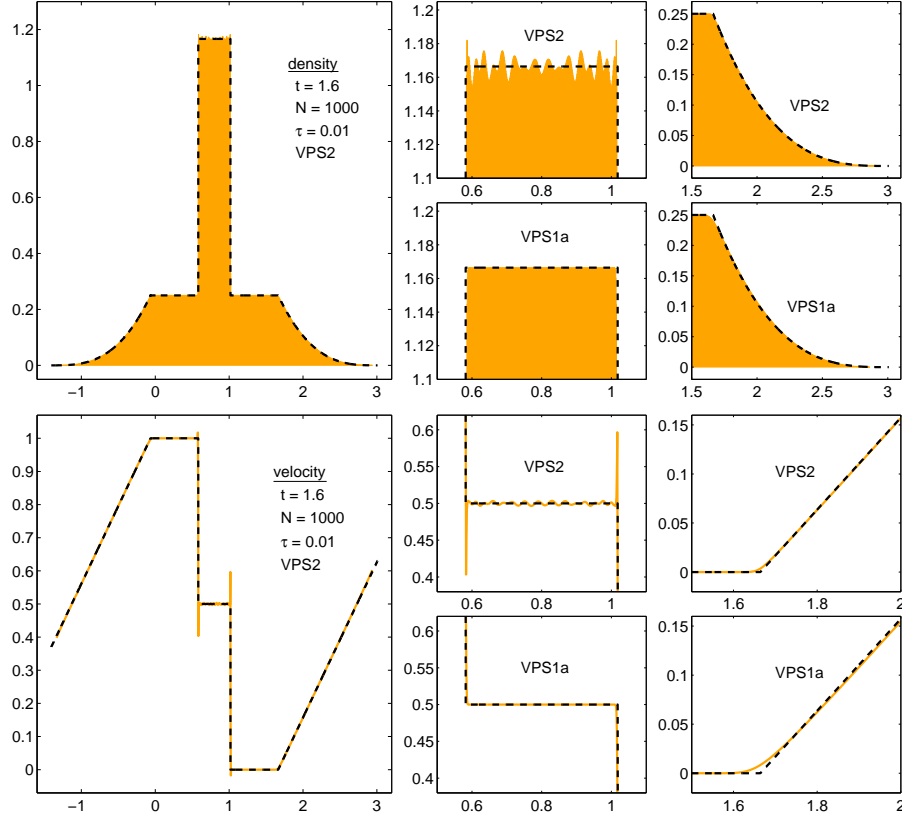 1.2
1
0.8
0.6
0.4
0.2
0
−1 0 1 2 3
density
t = 1.6
N = 1000
τ = 0.01
VPS2
1.2
1.18
1.16
1.14
1.12
1.1
0.6 0.8 1
VPS2
0.25
0.2
0.15
0.1
0.05
0
1.5 2 2.5 3
VPS2
1.2
1.18
1.16
1.14
1.12
1.1
0.6 0.8 1
VPS1a
0.25
0.2
0.15
0.1
0.05
0
1.5 2 2.5 3
VPS1a
1
0.9
0.8
0.7
0.6
0.5
0.4
0.3
0.2
0.1
0
−1 0 1 2 3
velocity
t = 1.6
N = 1000
τ = 0.01
VPS2
0.6
0.55
0.5
0.45
0.4
0.6 0.8 1
VPS2
0.15
0.1
0.05
0
1.6 1.8 2
VPS2
0.6
0.55
0.5
0.45
0.4
0.6 0.8 1
VPS1a
0.15
0.1
0.05
0
1.6 1.8 2
VPS1a